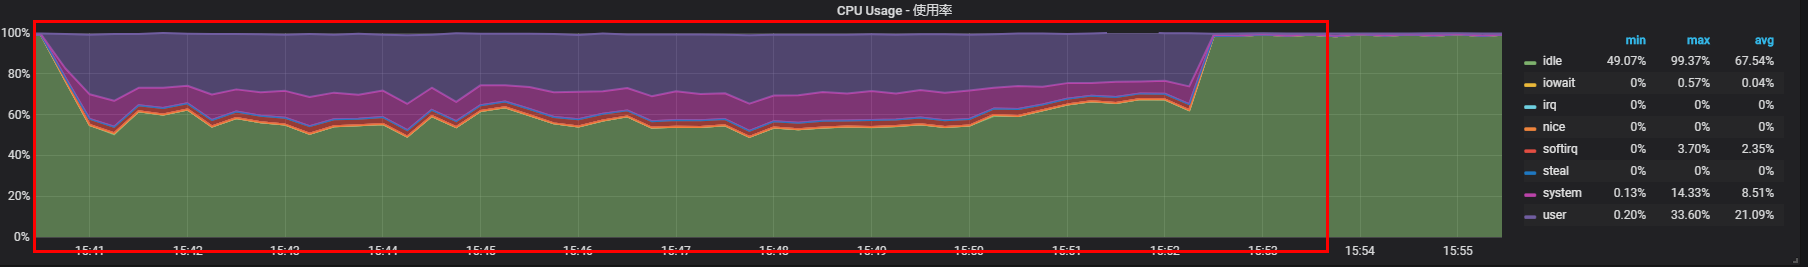 CPU Usage - 使用率
100%
80%
60%
40%
20%
0%
15:41 15:42 15:43 15:44 15:45 15:46 15:47 15:48 15:49 15:50 15:51 15:52 15:53 15:54 15:55
min max avg
idle 49.07% 99.37% 67.54%
iowait 0% 0.57% 0.04%
irq 0% 0% 0%
nice 0% 0% 0%
softirq 0% 3.70% 2.35%
steal 0% 0% 0%
system 0.13% 14.33% 8.51%
user 0.20% 33.60% 21.09%